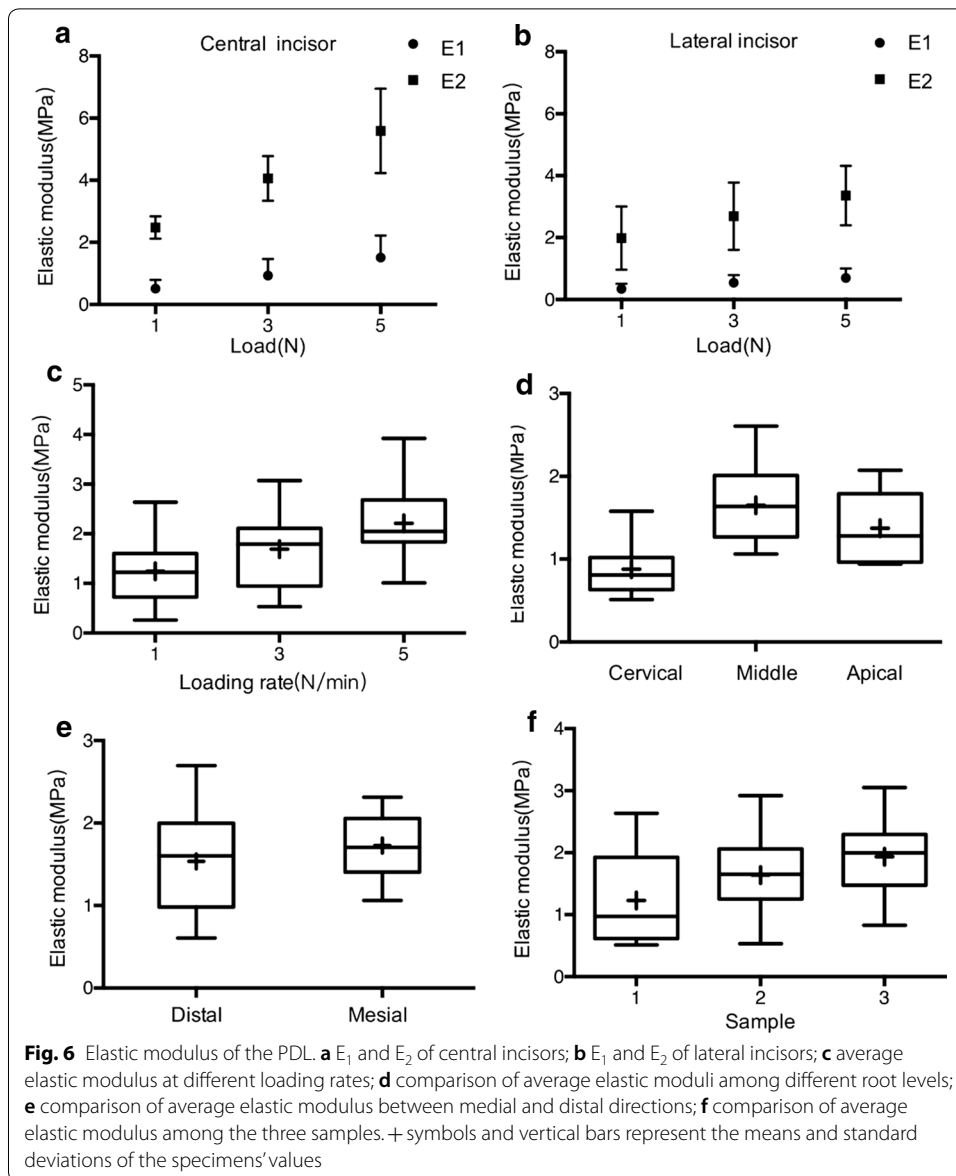 a
Central incisor
E1
E2
Elastic modulus(MPa)
8
6
4
2
0
1 3 5
Load(N)
b
Lateral incisor
E1
E2
Elastic modulus(MPa)
8
6
4
2
0
1 3 5
Load(N)
c
Elastic modulus(MPa)
5
4
3
2
1
0
1 3 5
Loading rate(N/min)
d
Elastic modulus(MPa)
3
2
1
0
Cervical Middle Apical
e
Elastic modulus(MPa)
3
2
1
0
Distal Mesial
f
Elastic modulus(MPa)
4
3
2
1
0
1 2 3
Sample
Fig. 6 Elastic modulus of the PDL. a E₁ and E₂ of central incisors; b E₁ and E₂ of lateral incisors; c average
elastic modulus at different loading rates; d comparison of average elastic moduli among different root levels;
e comparison of average elastic modulus between medial and distal directions; f comparison of average
elastic modulus among the three samples. + symbols and vertical bars represent the means and standard
deviations of the specimens' values